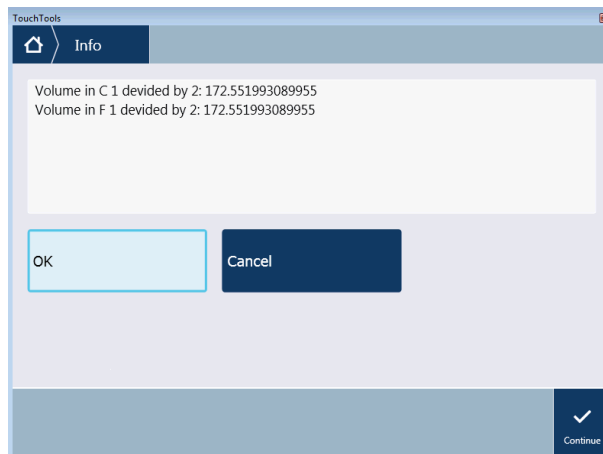 TouchTools
Info
Volume in C 1 devided by 2: 172.551993089955
Volume in F 1 devided by 2: 172.551993089955
OK
Cancel
Continue